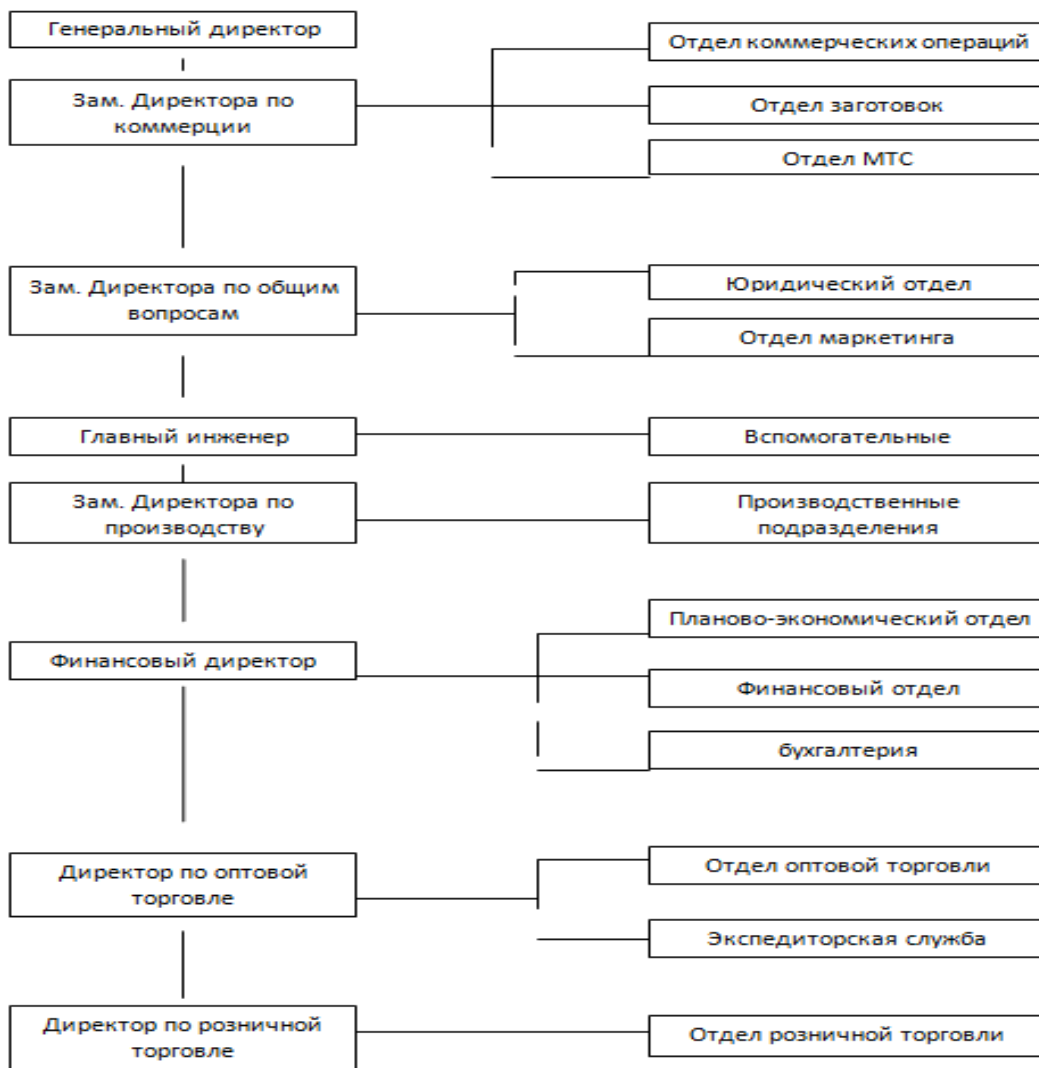 Генеральный директор
Отдел коммерческих операций
Зам. Директора по
коммерции
Отдел заготовок
Отдел МТС
Зам. Директора по общим
вопросам
Юридический отдел
Отдел маркетинга
Главный инженер
Вспомогательные
Зам. Директора по
производству
Производственные
подразделения
Планово-экономический отдел
Финансовый директор
Финансовый отдел
бухгалтерия
Директор по оптовой
торговле
Отдел оптовой торговли
Экспедиторская служба
Директор по розничной
торговле
Отдел розничной торговли